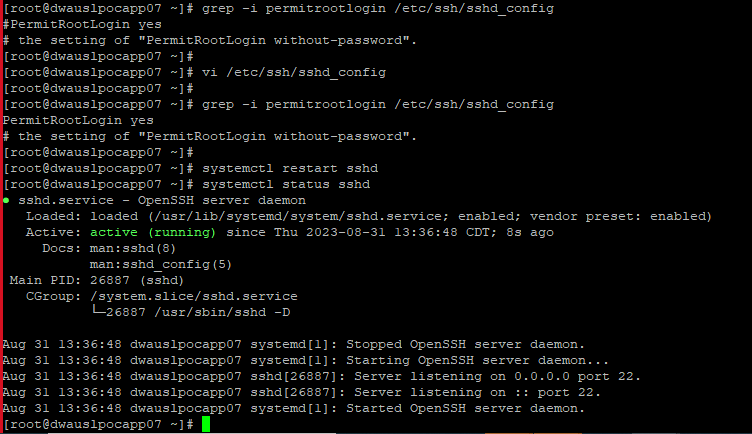 [root@dwauslpocapp07 ~]# grep -i permitrootlogin /etc/ssh/sshd_config
#PermitRootLogin yes
# the setting of "PermitRootLogin without-password".
[root@dwauslpocapp07 ~]#
[root@dwauslpocapp07 ~]# vi /etc/ssh/sshd_config
[root@dwauslpocapp07 ~]#
[root@dwauslpocapp07 ~]# grep -i permitrootlogin /etc/ssh/sshd_config
PermitRootLogin yes
# the setting of "PermitRootLogin without-password".
[root@dwauslpocapp07 ~]#
[root@dwauslpocapp07 ~]# systemctl restart sshd
[root@dwauslpocapp07 ~]# systemctl status sshd
● sshd.service - OpenSSH server daemon
   Loaded: loaded (/usr/lib/systemd/system/sshd.service; enabled; vendor preset: enabled)
   Active: active (running) since Thu 2023-08-31 13:36:48 CDT; 8s ago
     Docs: man:sshd(8)
           man:sshd_config(5)
 Main PID: 26887 (sshd)
   CGroup: /system.slice/sshd.service
           └─26887 /usr/sbin/sshd -D

Aug 31 13:36:48 dwauslpocapp07 systemd[1]: Stopped OpenSSH server daemon.
Aug 31 13:36:48 dwauslpocapp07 systemd[1]: Starting OpenSSH server daemon...
Aug 31 13:36:48 dwauslpocapp07 sshd[26887]: Server listening on 0.0.0.0 port 22.
Aug 31 13:36:48 dwauslpocapp07 sshd[26887]: Server listening on :: port 22.
Aug 31 13:36:48 dwauslpocapp07 systemd[1]: Started OpenSSH server daemon.
[root@dwauslpocapp07 ~]#